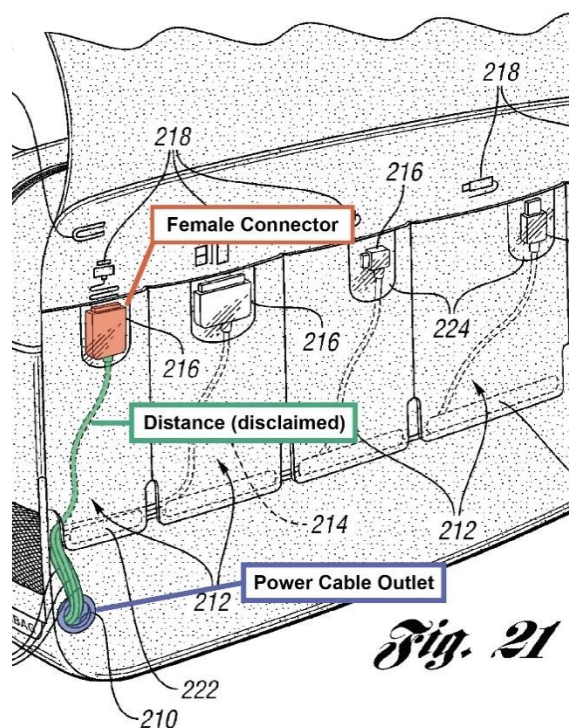 218
218
216
Female Connector
216
216
224
Distance (disclaimed)
214
212
212
Power Cable Outlet
BAG
222
210
Fig. 21